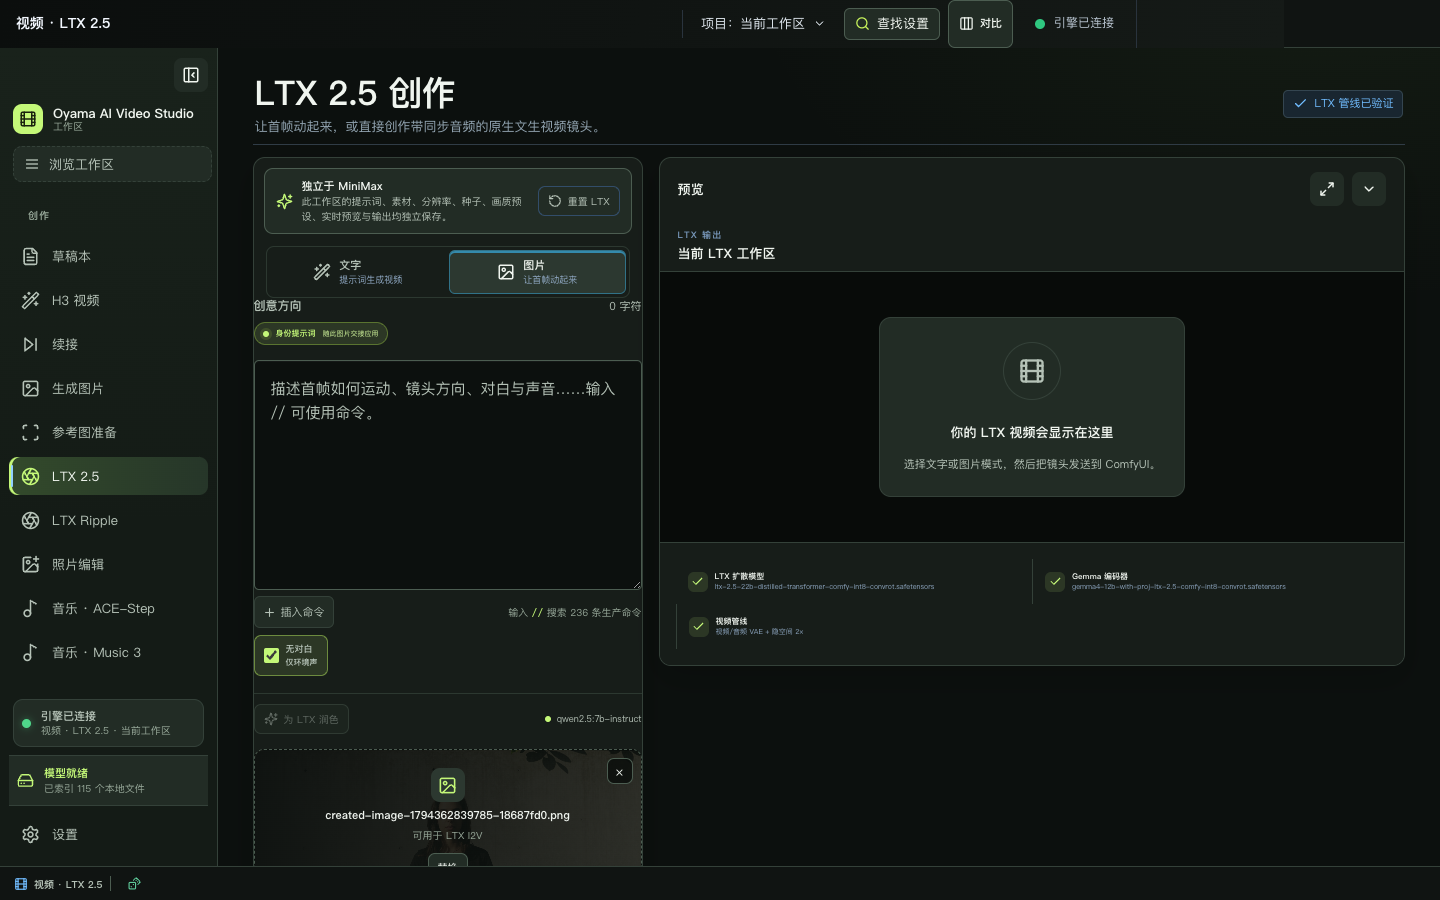 视频 · LTX 2.5
项目：
当前工作区
查找设置
对比
引擎已连接
Oyama AI Video Studio
工作区
浏览工作区
创作
草稿本
H3 视频
续接
生成图片
参考图准备
LTX 2.5
LTX Ripple
照片编辑
音乐 · ACE-Step
音乐 · Music 3
引擎已连接
视频 · LTX 2.5 · 当前工作区
模型就绪
已索引 115 个本地文件
设置
LTX 2.5 创作
让首帧动起来，或直接创作带同步音频的原生文生视频镜头。
LTX 管线已验证
独立于 MiniMax
此工作区的提示词、素材、分辨率、种子、画质预
设、实时预览与输出均独立保存。
重置 LTX
文字
提示词生成视频
图片
让首帧动起来
创意方向
0 字符
身份提示词 随此图片交接应用
描述首帧如何运动、镜头方向、对白与声音……输入
// 可使用命令。
插入命令
输入 // 搜索 236 条生产命令
无对白
仅环境声
为 LTX 润色
qwen2.5:7b-instruct
created-image-1794362839785-18687fd0.png
可用于 LTX I2V
替换
预览
LTX 输出
当前 LTX 工作区
你的 LTX 视频会显示在这里
选择文字或图片模式，然后把镜头发送到 ComfyUI。
LTX 扩散模型
ltx-2.5-22b-distilled-transformer-comfy-int8-convrot.safetensors
Gemma 编码器
gemma4-12b-with-proj-ltx-2.5-comfy-int8-convrot.safetensors
视频管线
视频/音频 VAE + 隐空间 2x
视频 · LTX 2.5